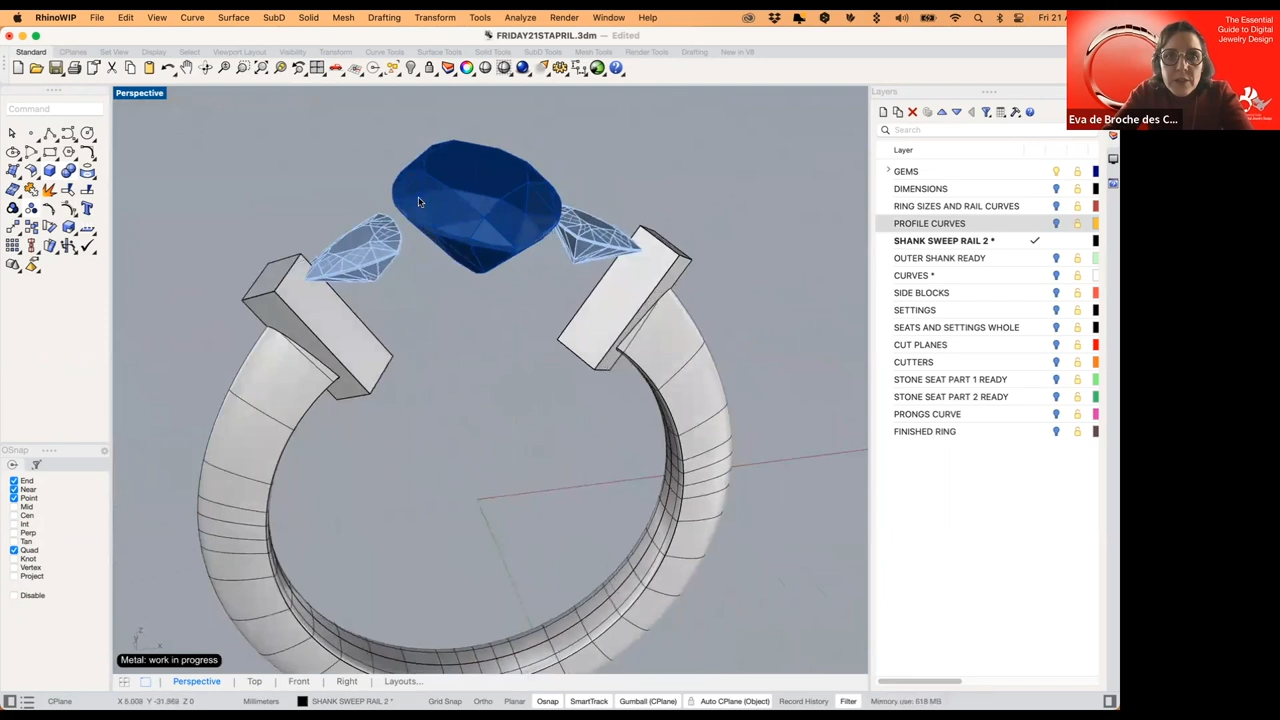 RhinoWIP File Edit View Curve Surface SubD Solid Mesh Drafting Transform Tools Analyze Render Window Help Fri 21
FRIDAY21STAPRIL.3dm — Edited
The Essential
Guide to Digital
Jewelry Design
Eva de Broche des C...
Standard CPlanes Set View Display Select Viewport Layout Visibility Transform Curve Tools Surface Tools Solid Tools SubD Tools Mesh Tools Render Tools Drafting New in V8
Command
Perspective
Layers
Search
Layer
GEMS
DIMENSIONS
RING SIZES AND RAIL CURVES
PROFILE CURVES
SHANK SWEEP RAIL 2 *
OUTER SHANK READY
CURVES *
SIDE BLOCKS
SETTINGS
SEATS AND SETTINGS WHOLE
CUT PLANES
CUTTERS
STONE SEAT PART 1 READY
STONE SEAT PART 2 READY
PRONGS CURVE
FINISHED RING
OSnap
End
Near
Point
Mid
Cen
Int
Perp
Tan
Quad
Knot
Vertex
Project
Disable
z
x
Metal: work in progress
Perspective Top Front Right Layouts...
CPlane X 8.009 Y -31.869 Z 0 Millimeters SHANK SWEEP RAIL 2 * Grid Snap Ortho Planar Osnap SmartTrack Gumball (CPlane) Auto CPlane (Object) Record History Filter Memory use: 618 MB